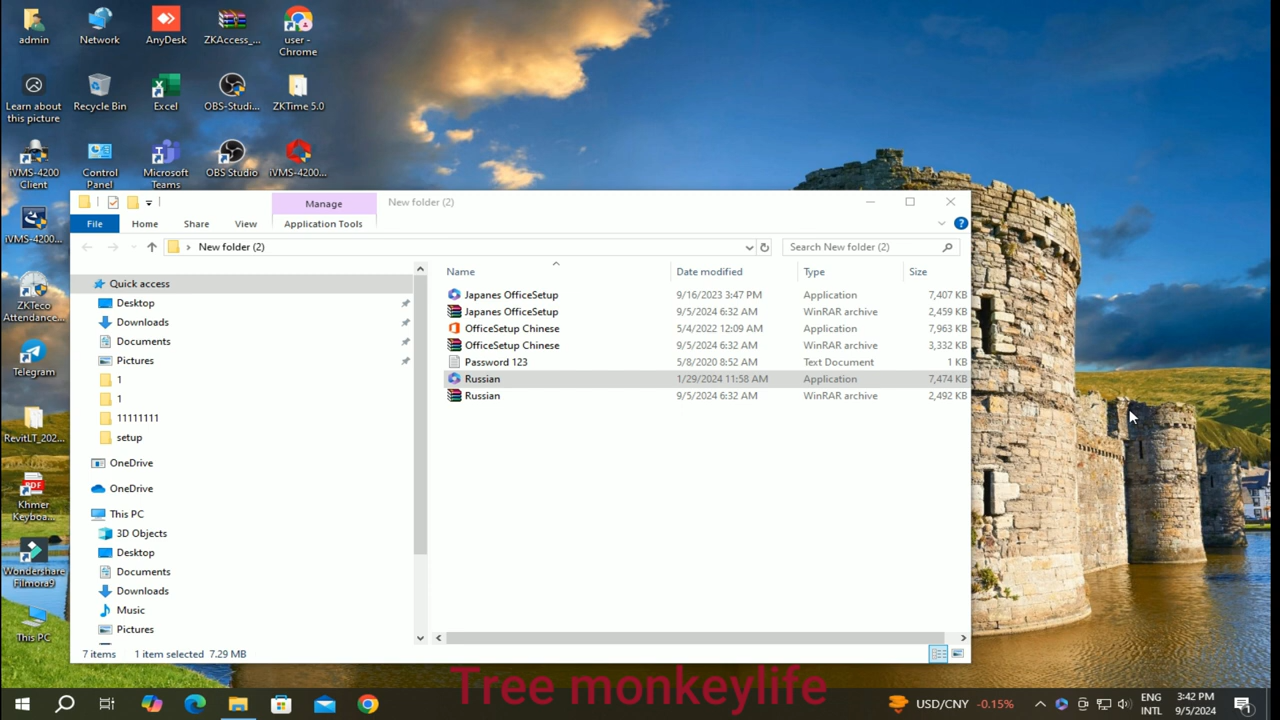 admin
Network
AnyDesk
ZKAccess_...
user -
Chrome
Learn about
this picture
Recycle Bin
Excel
OBS-Studi...
ZKTime 5.0
iVMS-4200
Client
Control
Panel
Microsoft
Teams
OBS Studio
iVMS-4200...
iVMS-4200...
ZKTeco
Attendance...
Telegram
RevitLT_202...
PDF
Khmer
Keyboa...
Wondershare
Filmora9
This PC
Manage
New folder (2)
File
Home
Share
View
Application Tools
New folder (2)
Search New folder (2)
Quick access
Desktop
Downloads
Documents
Pictures
1
1
11111111
setup
OneDrive
OneDrive
This PC
3D Objects
Desktop
Documents
Downloads
Music
Pictures
Name Date modified Type Size
Japanes OfficeSetup 9/16/2023 3:47 PM Application 7,407 KB
Japanes OfficeSetup 9/5/2024 6:32 AM WinRAR archive 2,459 KB
OfficeSetup Chinese 5/4/2022 12:09 AM Application 7,963 KB
OfficeSetup Chinese 9/5/2024 6:32 AM WinRAR archive 3,332 KB
Password 123 5/8/2020 8:52 AM Text Document 1 KB
Russian 1/29/2024 11:58 AM Application 7,474 KB
Russian 9/5/2024 6:32 AM WinRAR archive 2,492 KB
7 items 1 item selected 7.29 MB
Tree monkeylife
USD/CNY -0.15%
ENG
INTL
3:42 PM
9/5/2024
1